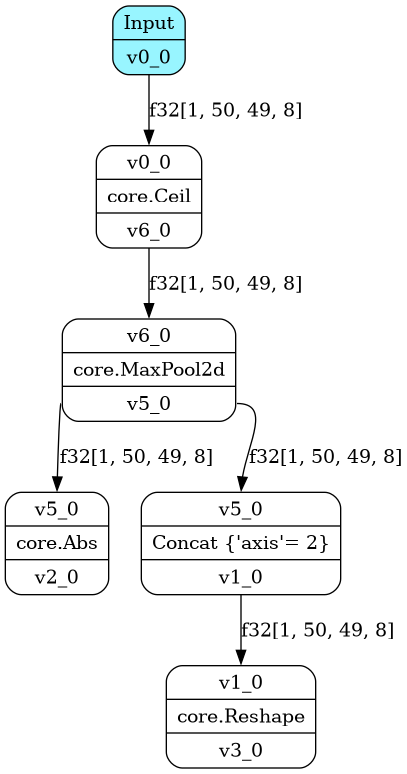 Input
v0_0
f32[1, 50, 49, 8]
v0_0
core.Ceil
v6_0
f32[1, 50, 49, 8]
v6_0
core.MaxPool2d
v5_0
f32[1, 50, 49, 8]
f32[1, 50, 49, 8]
v5_0
core.Abs
v2_0
v5_0
Concat {'axis'= 2}
v1_0
f32[1, 50, 49, 8]
v1_0
core.Reshape
v3_0